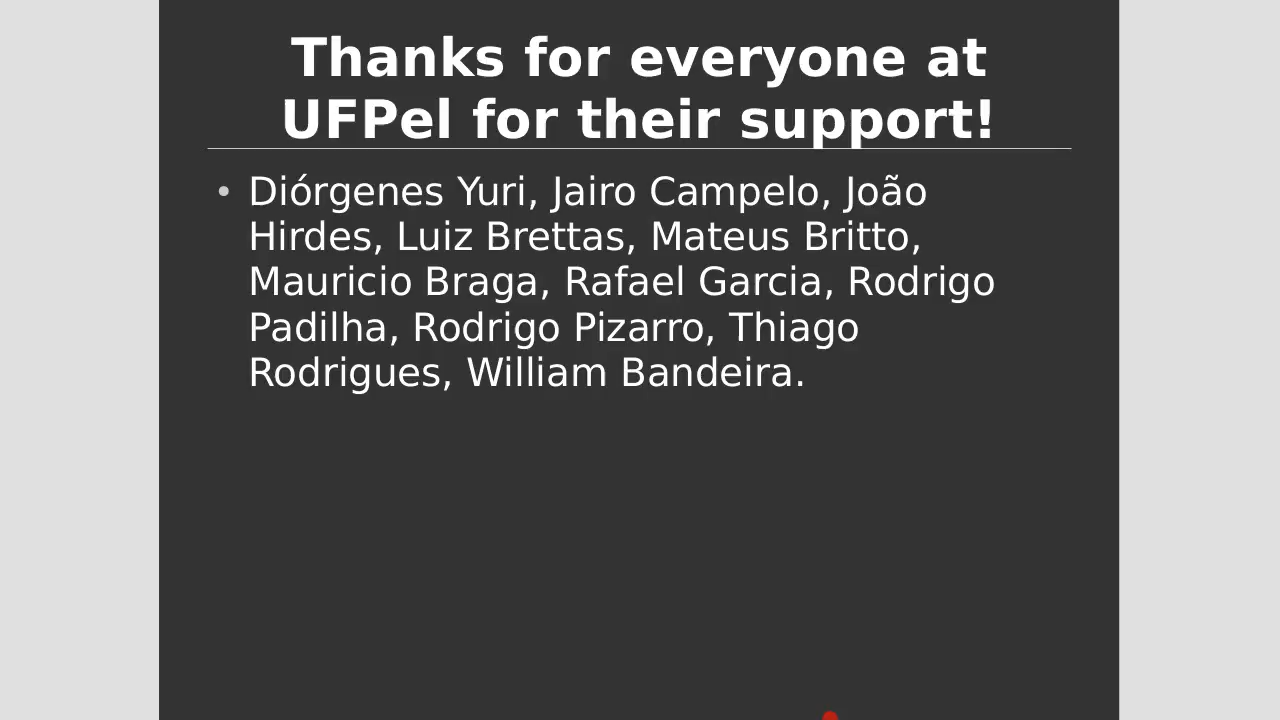 Thanks for everyone at
UFPel for their support!
• Diórgenes Yuri, Jairo Campelo, João
Hirdes, Luiz Brettas, Mateus Britto,
Mauricio Braga, Rafael Garcia, Rodrigo
Padilha, Rodrigo Pizarro, Thiago
Rodrigues, William Bandeira.